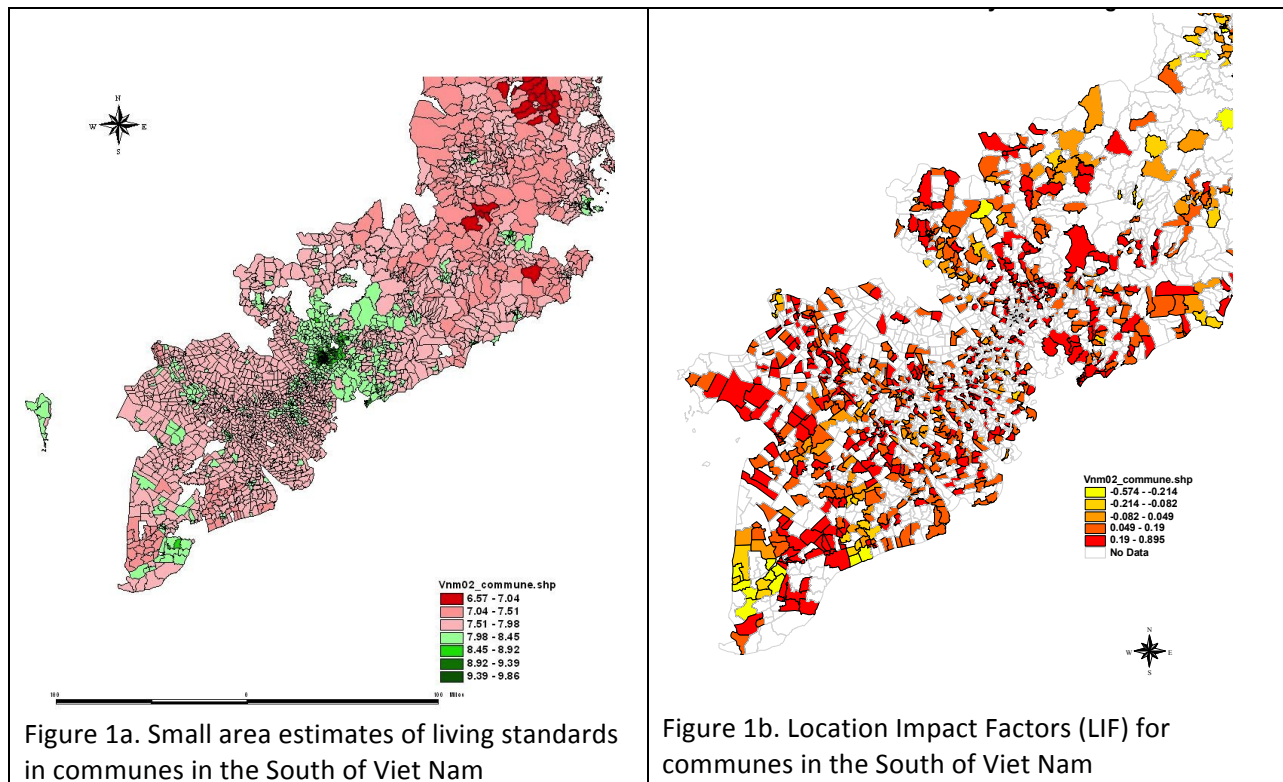 N
W E
S
Vnm02_commune.shp
6.57 - 7.04
7.04 - 7.51
7.51 - 7.98
7.98 - 8.45
8.45 - 8.92
8.92 - 9.39
9.39 - 9.86
100 0 100 Miles
Figure 1a. Small area estimates of living standards
in communes in the South of Viet Nam
Vnm02_commune.shp
-0.574 - -0.214
-0.214 - -0.082
-0.082 - 0.049
0.049 - 0.19
0.19 - 0.895
No Data
N
W E
S
Figure 1b. Location Impact Factors (LIF) for
communes in the South of Viet Nam